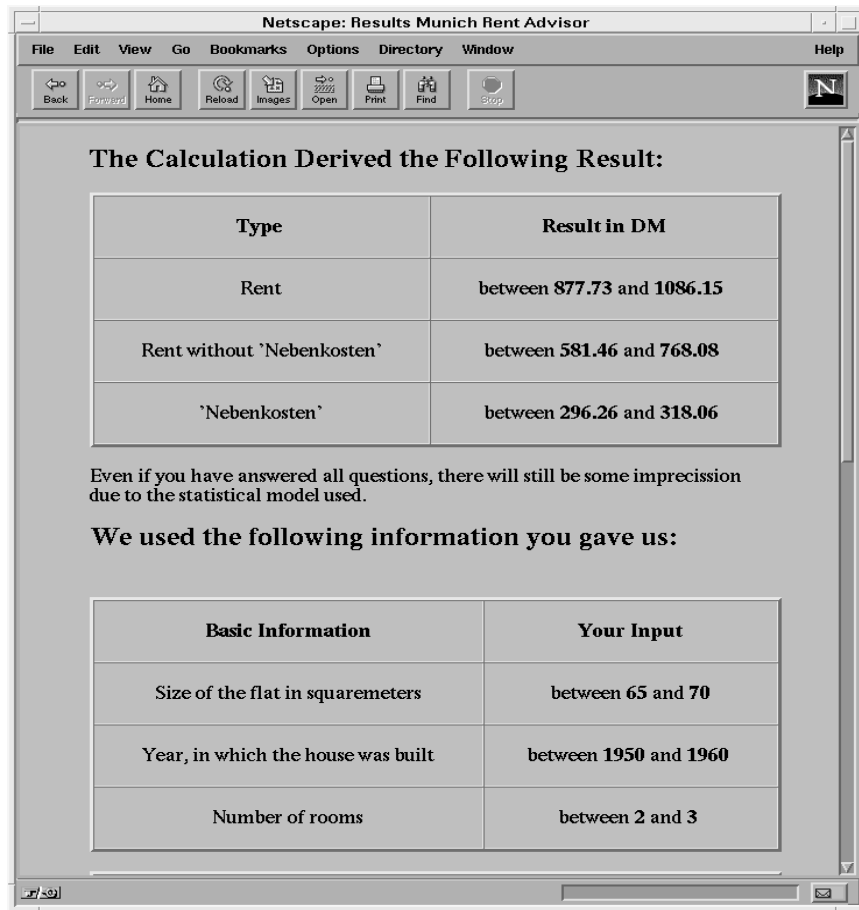 Netscape: Results Munich Rent Advisor
File Edit View Go Bookmarks Options Directory Window Help
Back Forward Home Reload Images Open Print Find Stop N
The Calculation Derived the Following Result:
Type Result in DM
Rent between 877.73 and 1086.15
Rent without 'Nebenkosten' between 581.46 and 768.08
'Nebenkosten' between 296.26 and 318.06
Even if you have answered all questions, there will still be some imprecission
due to the statistical model used.
We used the following information you gave us:
Basic Information Your Input
Size of the flat in squaremeters between 65 and 70
Year, in which the house was built between 1950 and 1960
Number of rooms between 2 and 3